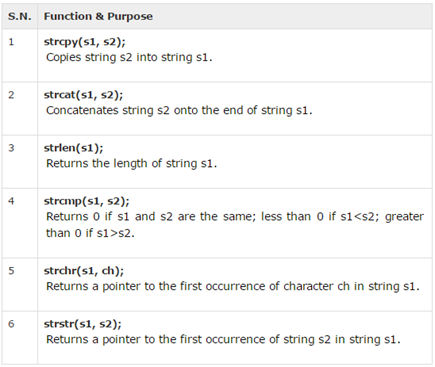 S.N. Function & Purpose
1 strcpy(s1, s2);
Copies string s2 into string s1.
2 strcat(s1, s2);
Concatenates string s2 onto the end of string s1.
3 strlen(s1);
Returns the length of string s1.
4 strcmp(s1, s2);
Returns 0 if s1 and s2 are the same; less than 0 if s1<s2; greater
than 0 if s1>s2.
5 strchr(s1, ch);
Returns a pointer to the first occurrence of character ch in string s1.
6 strstr(s1, s2);
Returns a pointer to the first occurrence of string s2 in string s1.